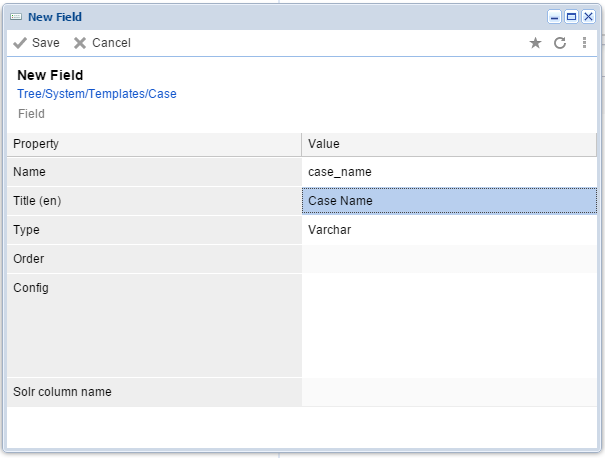 New Field
Save Cancel
New Field
Tree/System/Templates/Case
Field
Property Value
Name case_name
Title (en) Case Name
Type Varchar
Order
Config
Solr column name